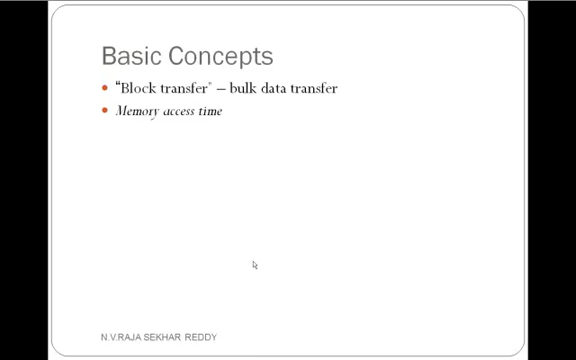 Basic Concepts
“Block transfer” – bulk data transfer
Memory access time
N.V.RAJA SEKHAR REDDY